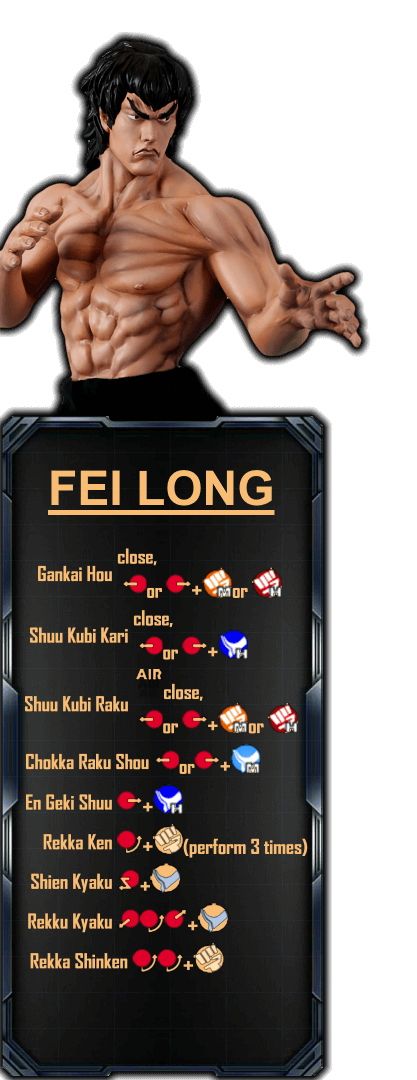 FEI LONG
close,
Gankai Hou or + M or H
close,
Shuu Kubi Kari or + H
AIR
close,
Shuu Kubi Raku or + M or H
Chokka Raku Shou or + M
En Geki Shuu + H
Rekka Ken + (perform 3 times)
Shien Kyaku +
Rekku Kyaku +
Rekka Shinken +